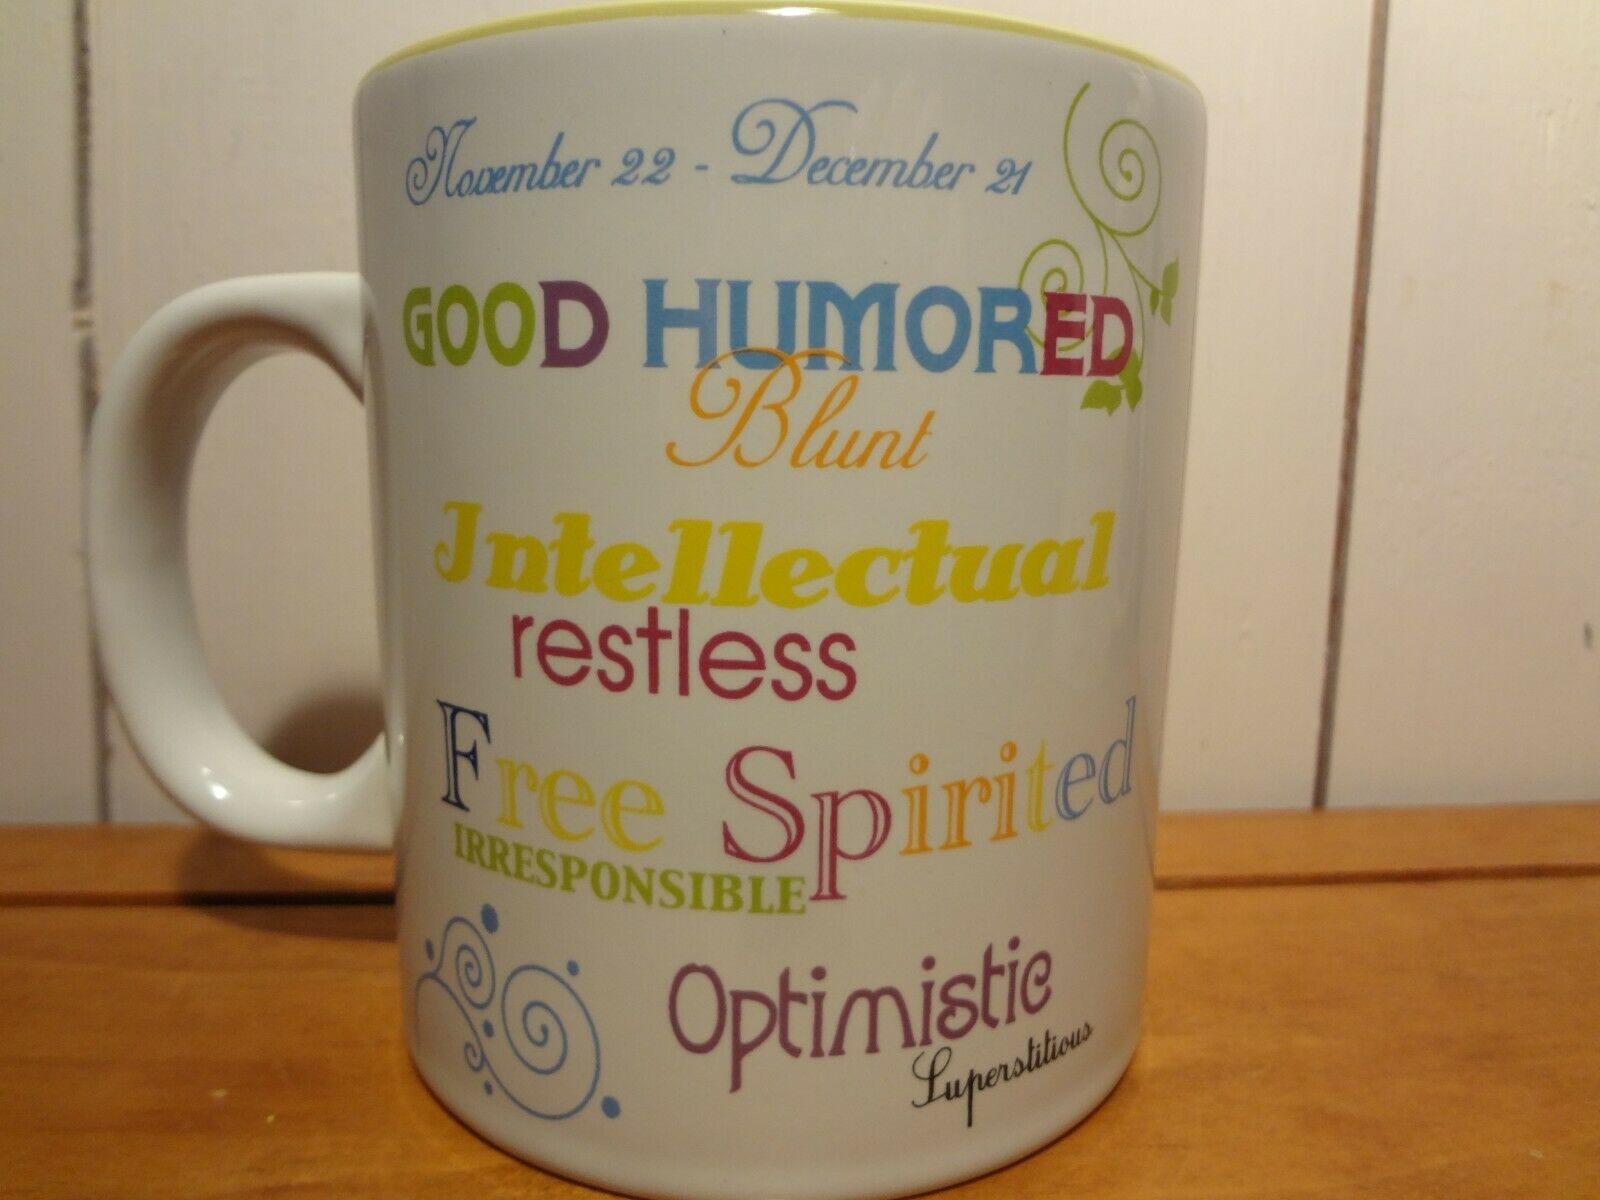 November 22 - December 21
GOOD HUMORED
Blunt
Intellectual
restless
Free Spirited
IRRESPONSIBLE
Optimistic
Superstitious